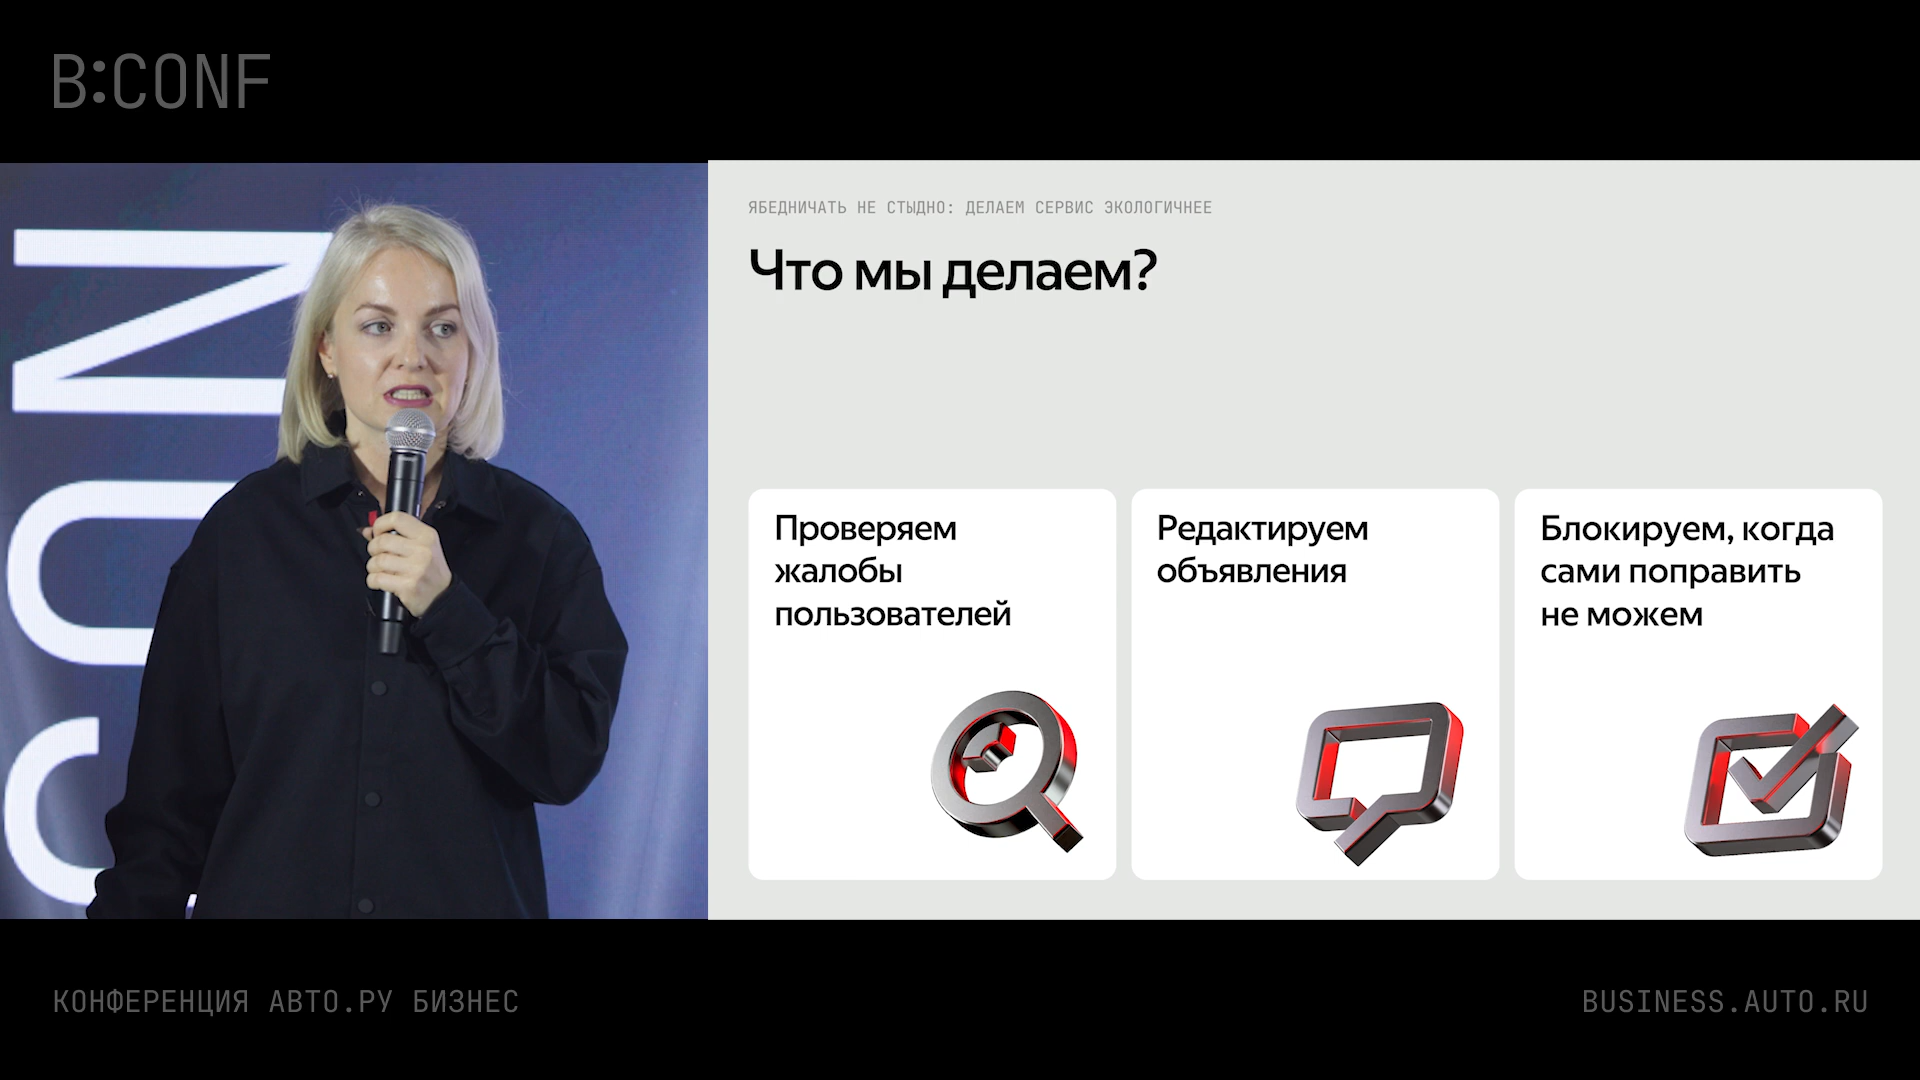 B:CONF
CON
ЯБЕДНИЧАТЬ НЕ СТЫДНО: ДЕЛАЕМ СЕРВИС ЭКОЛОГИЧНЕЕ
Что мы делаем?
Проверяем
жалобы
пользователей
Редактируем
объявления
Блокируем, когда
сами поправить
не можем
КОНФЕРЕНЦИЯ АВТО.РУ БИЗНЕС
BUSINESS.AUTO.RU